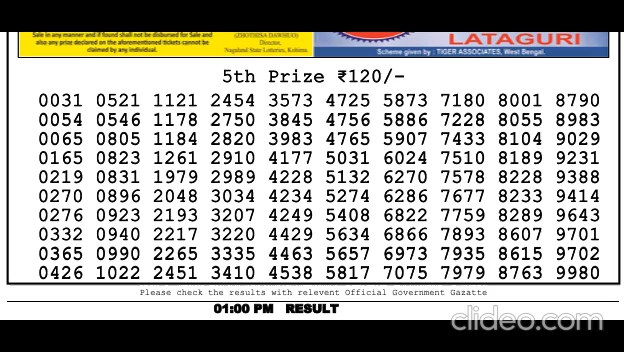 Sale in any manner and if found shall not be disbursed for Sale and
also any prize declared on the aforementioned tickets cannot be
claimed by any individual.
(ZHOTHISA DAWHUO)
Director,
Nagaland State Lotteries, Kohima.
LATAGURI
Scheme given by : TIGER ASSOCIATES, West Bengal.
5th Prize ₹120/-
0031 0521 1121 2454 3573 4725 5873 7180 8001 8790
0054 0546 1178 2750 3845 4756 5886 7228 8055 8983
0065 0805 1184 2820 3983 4765 5907 7433 8104 9029
0165 0823 1261 2910 4177 5031 6024 7510 8189 9231
0219 0831 1979 2989 4228 5132 6270 7578 8228 9388
0270 0896 2048 3034 4234 5274 6286 7677 8233 9414
0276 0923 2193 3207 4249 5408 6822 7759 8289 9643
0332 0940 2217 3220 4429 5634 6866 7893 8607 9701
0365 0990 2265 3335 4463 5657 6973 7935 8615 9702
0426 1022 2451 3410 4538 5817 7075 7979 8763 9980
Please check the results with relevent Official Government Gazatte
01:00 PM RESULT
clideo.com